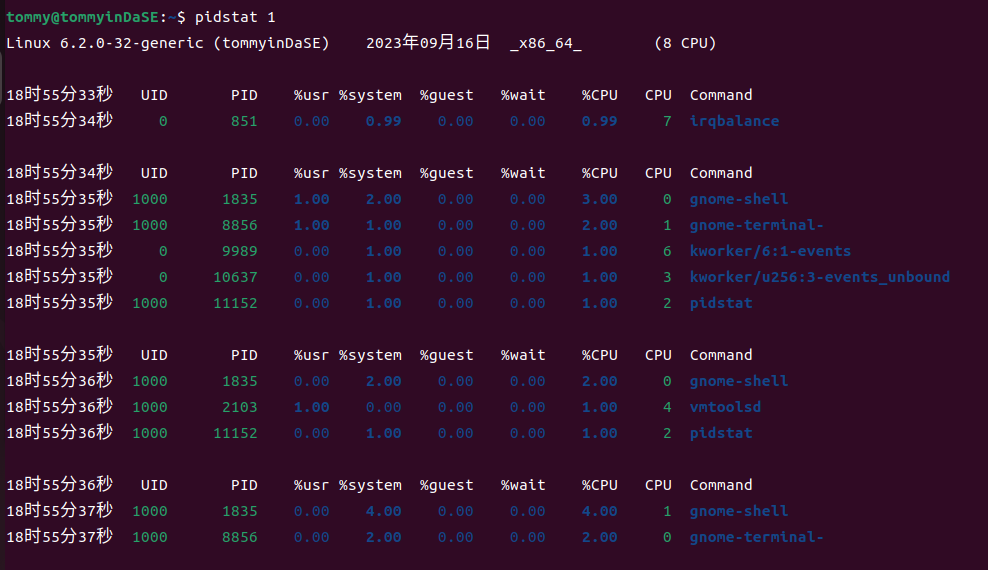 tommy@tommyinDaSE:~$ pidstat 1
Linux 6.2.0-32-generic (tommyinDaSE) 2023年09月16日 _x86_64_ (8 CPU)
18时55分33秒 UID PID %usr %system %guest %wait %CPU CPU Command
18时55分34秒 0 851 0.00 0.99 0.00 0.00 0.99 7 irqbalance
18时55分34秒 UID PID %usr %system %guest %wait %CPU CPU Command
18时55分35秒 1000 1835 1.00 2.00 0.00 0.00 3.00 0 gnome-shell
18时55分35秒 1000 8856 1.00 1.00 0.00 0.00 2.00 1 gnome-terminal-
18时55分35秒 0 9989 0.00 1.00 0.00 0.00 1.00 6 kworker/6:1-events
18时55分35秒 0 10637 0.00 1.00 0.00 0.00 1.00 3 kworker/u256:3-events_unbound
18时55分35秒 1000 11152 0.00 1.00 0.00 0.00 1.00 2 pidstat
18时55分35秒 UID PID %usr %system %guest %wait %CPU CPU Command
18时55分36秒 1000 1835 0.00 2.00 0.00 0.00 2.00 0 gnome-shell
18时55分36秒 1000 2103 1.00 0.00 0.00 0.00 1.00 4 vmtoolsd
18时55分36秒 1000 11152 0.00 1.00 0.00 0.00 1.00 2 pidstat
18时55分36秒 UID PID %usr %system %guest %wait %CPU CPU Command
18时55分37秒 1000 1835 0.00 4.00 0.00 0.00 4.00 1 gnome-shell
18时55分37秒 1000 8856 0.00 2.00 0.00 0.00 2.00 0 gnome-terminal-